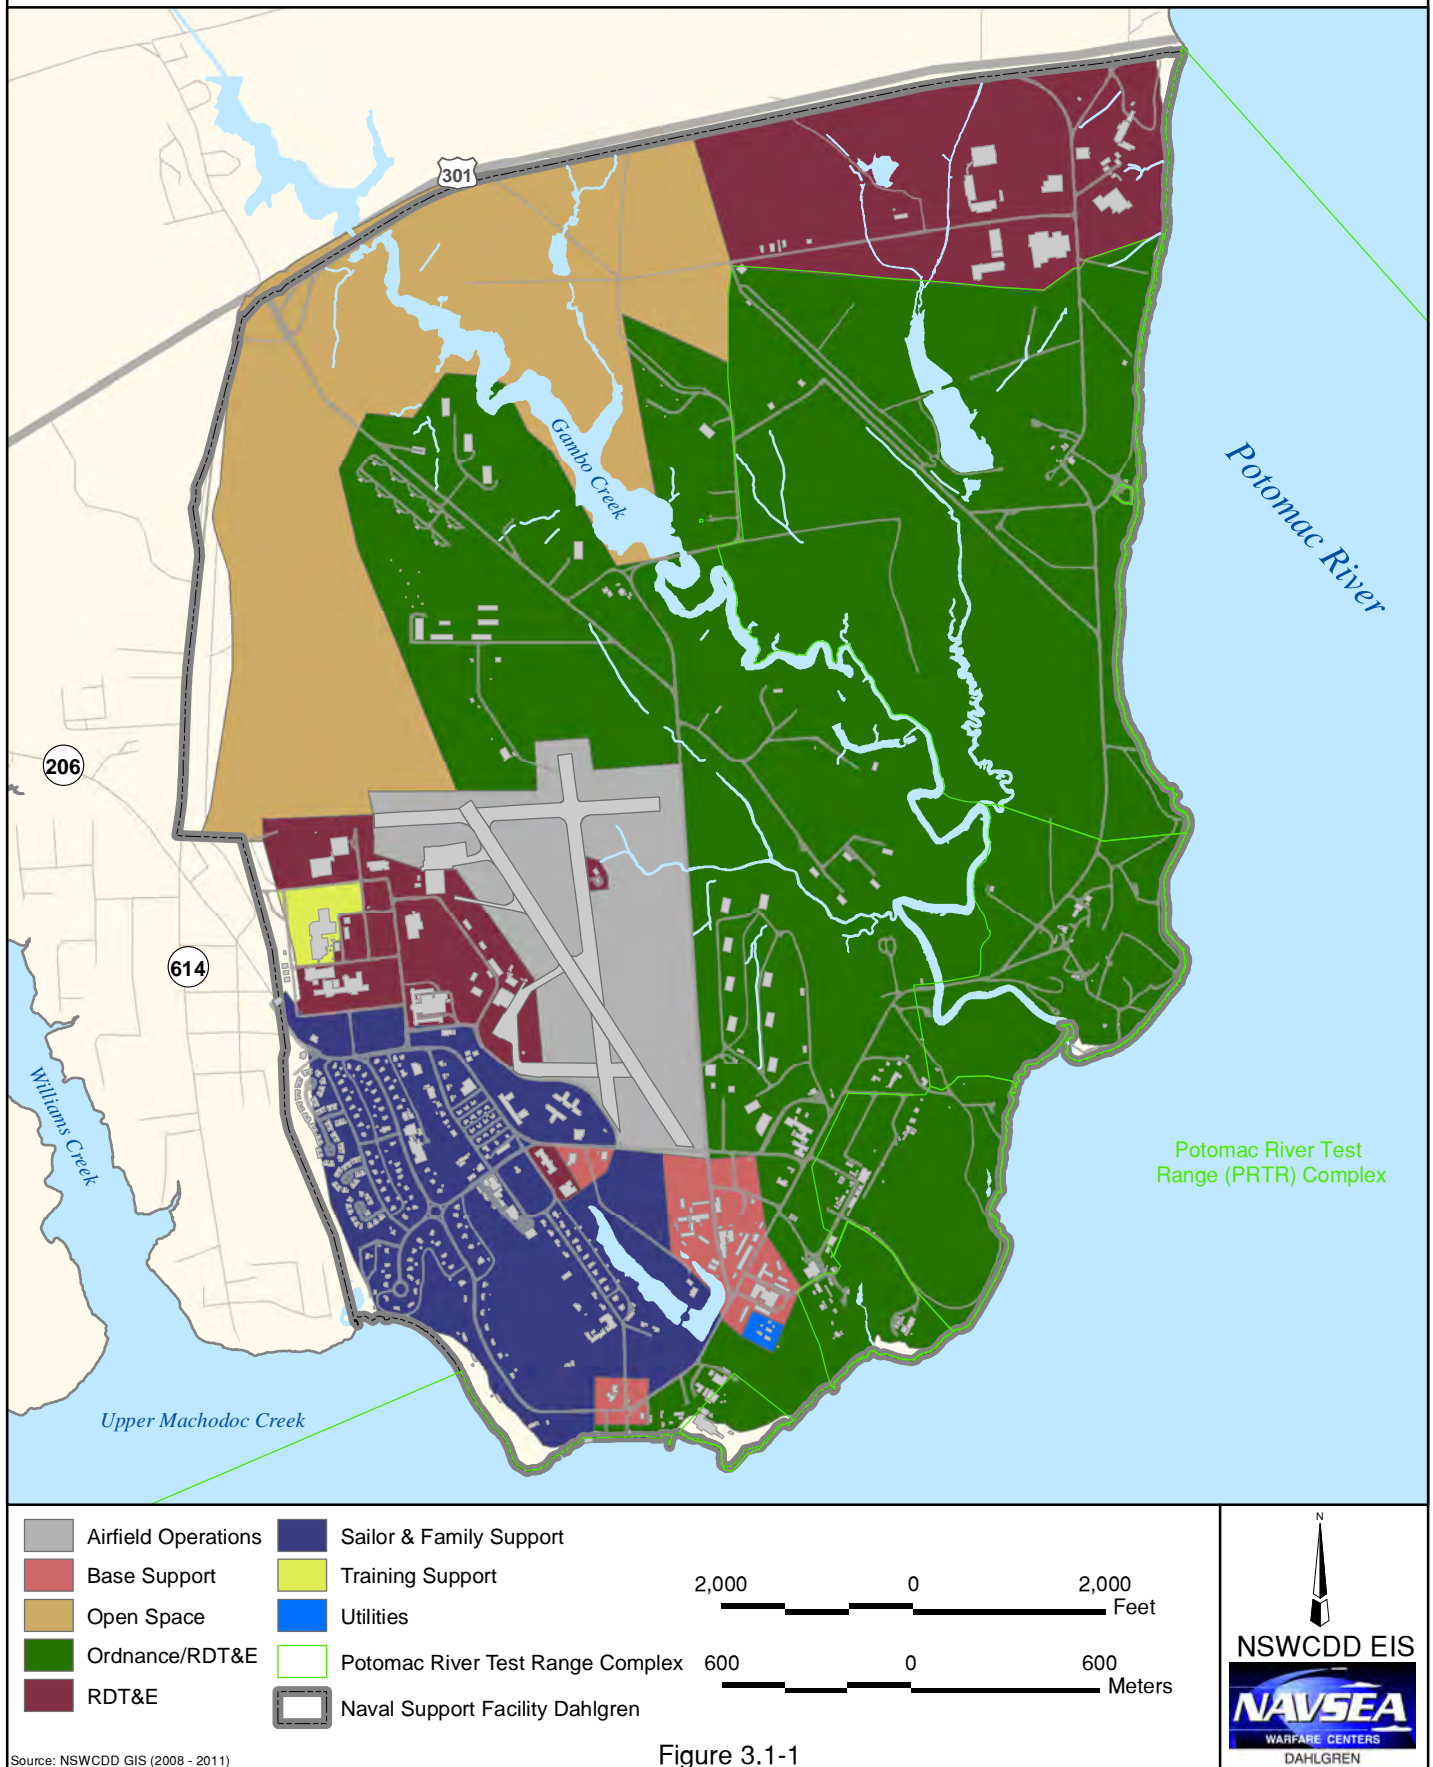 301
Gambo Creek
Potomac River
206
614
Williams Creek
Potomac River Test
Range (PRTR) Complex
Upper Machodoc Creek
Airfield Operations
Base Support
Open Space
Ordnance/RDT&E
RDT&E
Sailor & Family Support
Training Support
Utilities
Potomac River Test Range Complex
Naval Support Facility Dahlgren
2,000 0 2,000
Feet
600 0 600
Meters
N
NSWCDD EIS
NAVSEA
WARFARE CENTERS
DAHLGREN
Source: NSWCDD GIS (2008 - 2011)
Figure 3.1-1